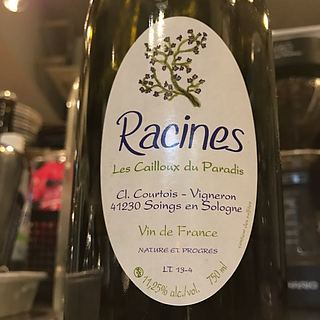 Racines
Les Cailloux du Paradis
Cl. Courtois - Vigneron
41230 Soings en Sologne
Vin de France
NATURE ET PROGRES
LT 13-4
11,25% alc./vol. 750 ml